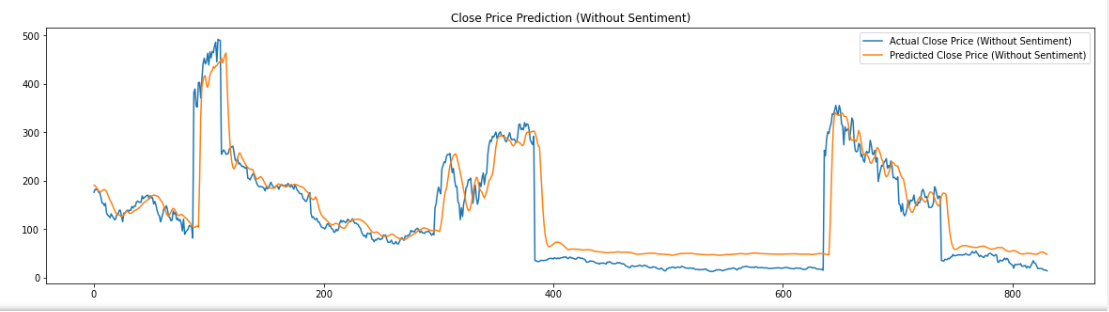 Close Price Prediction (Without Sentiment)
Actual Close Price (Without Sentiment)
Predicted Close Price (Without Sentiment)
500
400
300
200
100
0
0 200 400 600 800